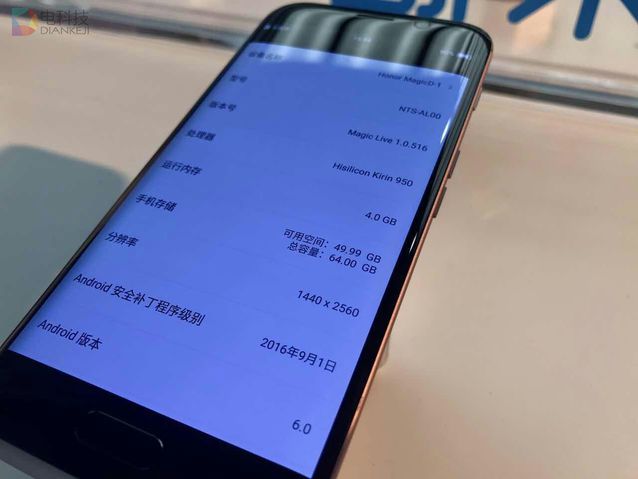 电科技
DIANKEJI
设备名称 Honor MagicD-1
型号 NTS-AL00
版本号 Magic Live 1.0.516
处理器 Hisilicon Kirin 950
运行内存 4.0 GB
手机存储 可用空间：49.99 GB
总容量：64.00 GB
分辨率 1440 x 2560
Android 安全补丁程序级别 2016年9月1日
Android 版本 6.0